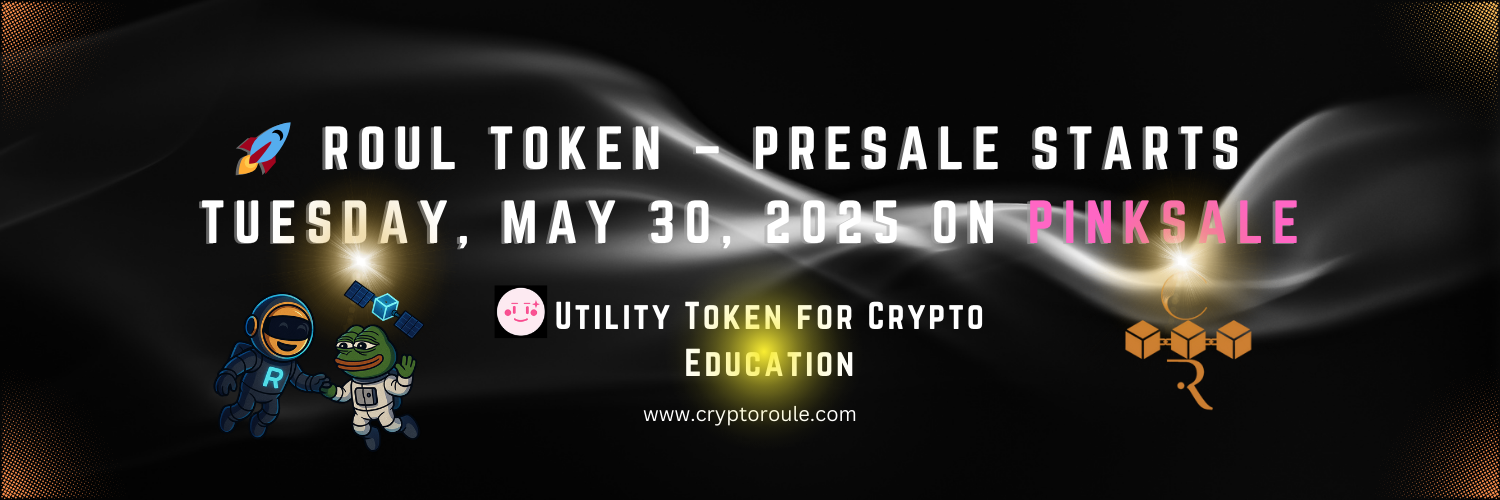 🚀 ROUL TOKEN – PRESALE STARTS
TUESDAY, MAY 30, 2025 ON PINKSALE
Utility Token for Crypto
Education
www.cryptoroule.com
R
C
R